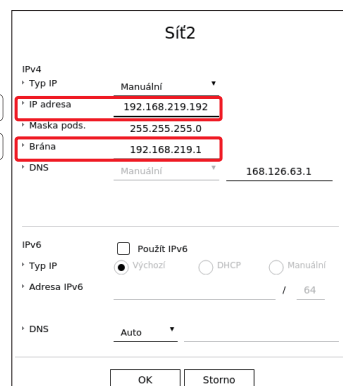 Síť2
IPv4
Typ IP Manuální
IP adresa 192.168.219.192
Maska pods. 255.255.255.0
Brána 192.168.219.1
DNS Manuální 168.126.63.1
IPv6 Použít IPv6
Typ IP Výchozí DHCP Manuální
Adresa IPv6 / 64
DNS Auto
OK Storno